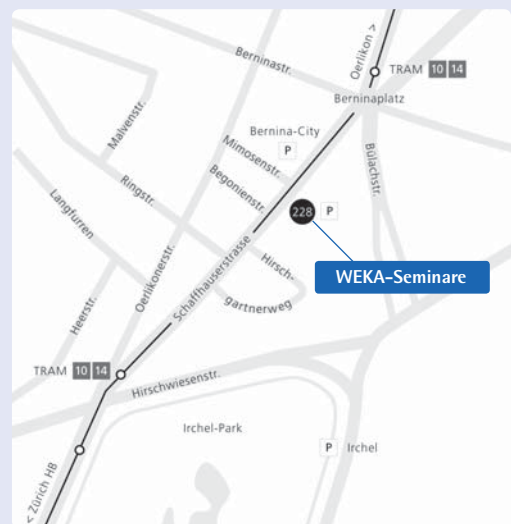 Oerlikon >
Berninastr.
TRAM 10 14
Berninaplatz
Malvenstr.
Bernina-City
P
Mimosenstr.
Bülachstr.
Ringstr.
Begonienstr.
Langfurren
228 P
Oerlikonerstr.
Schaffhauserstrasse
Hirsch-
gartnerweg
WEKA-Seminare
Heerstr.
TRAM 10 14
Hirschwiesenstr.
Irchel-Park
P Irchel
< Zürich HB